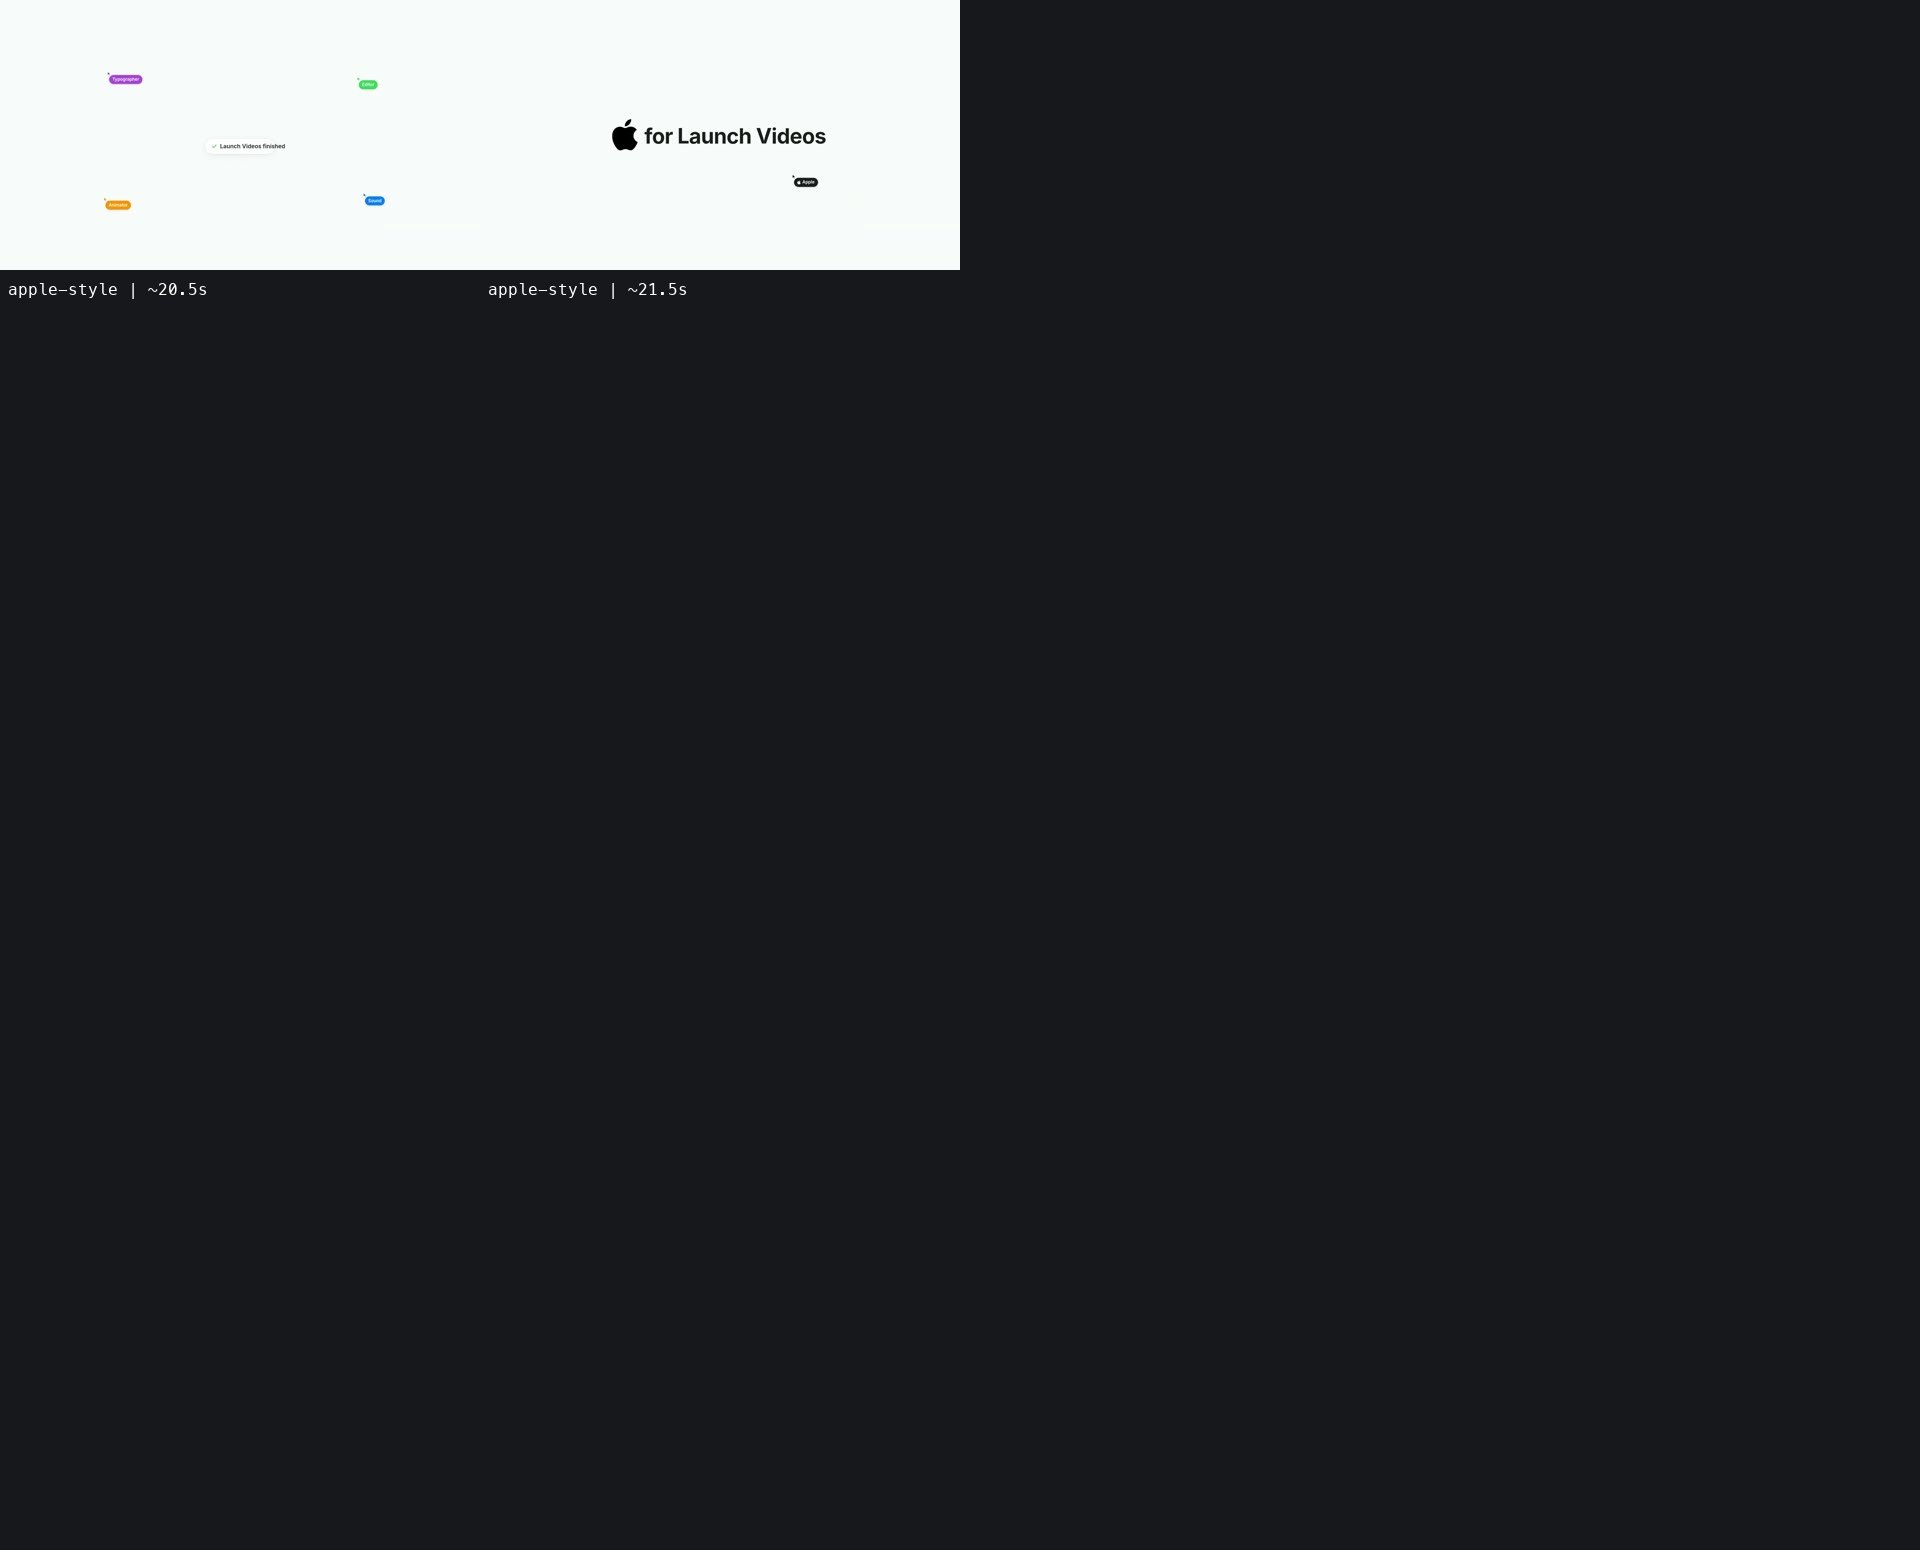 Typographer
Editor
✓ Launch Videos finished
Animator
Sound
for Launch Videos
Apple
apple-style | ~20.5s
apple-style | ~21.5s